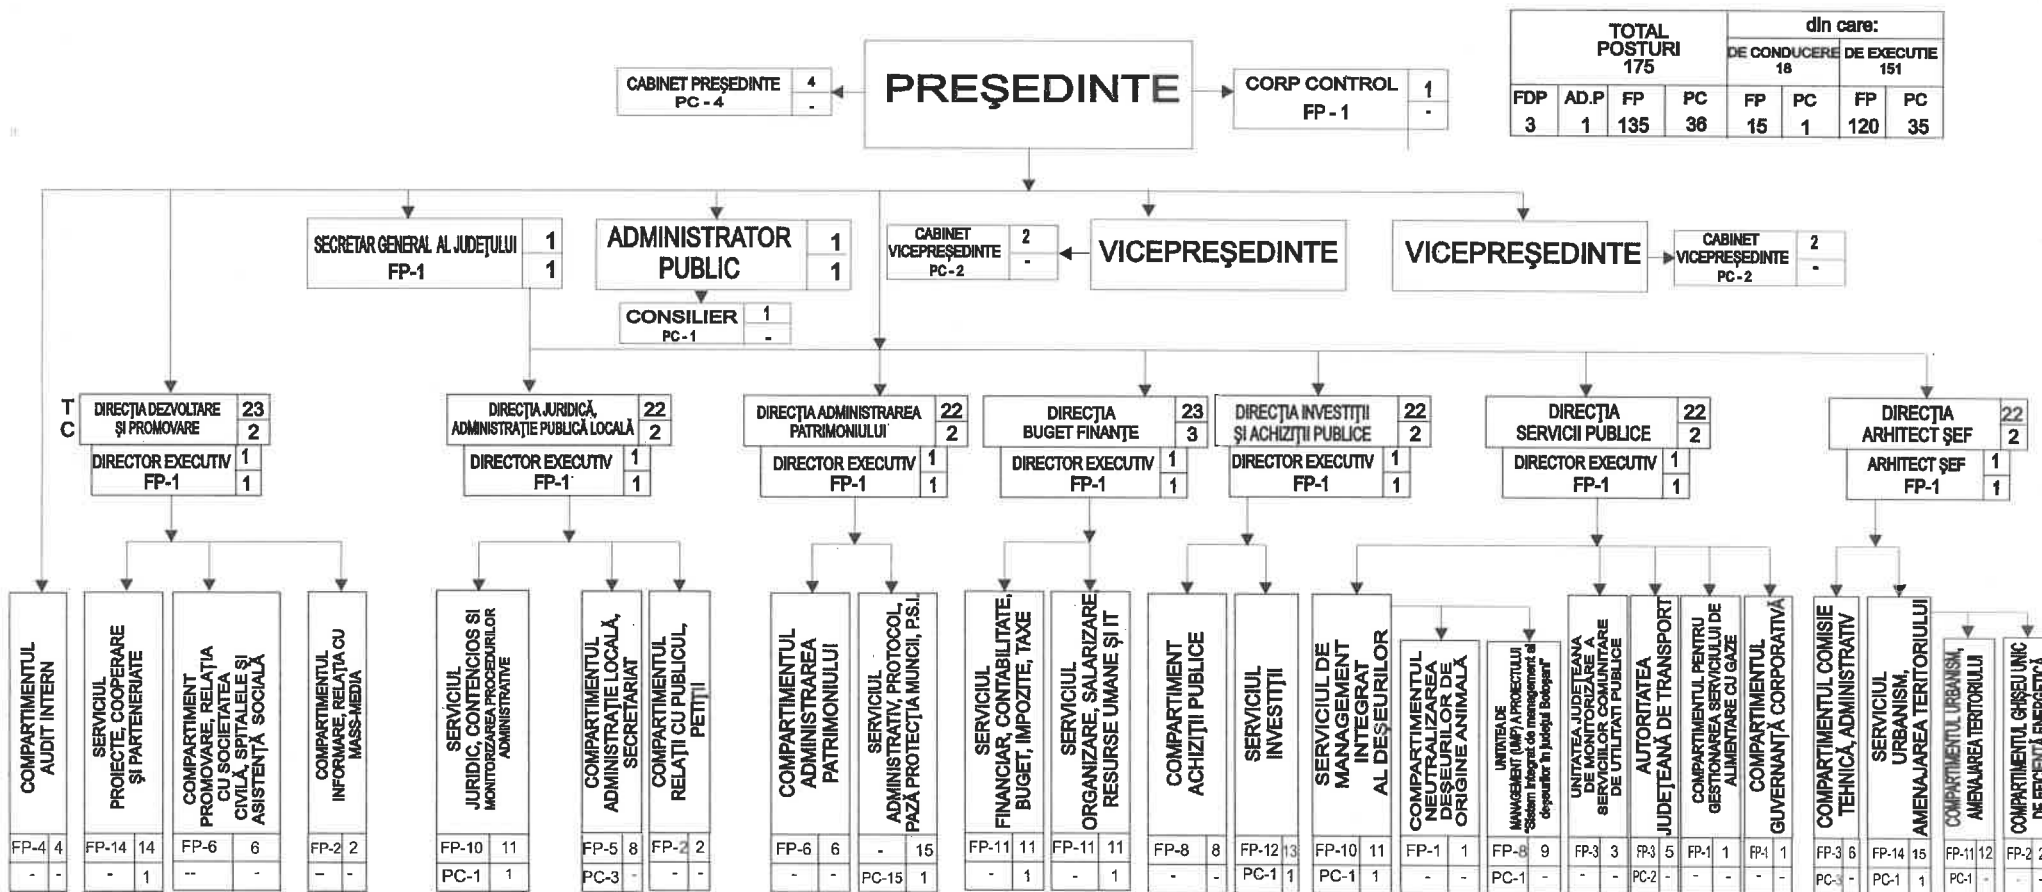 TOTAL POSTURI 175
din care:
DE CONDUCERE 18
DE EXECUTIE 151
FDP AD.P FP PC FP PC FP PC
3 1 135 36 15 1 120 35
CABINET PREŞEDINTE 4
PC - 4 -
PREŞEDINTE
CORP CONTROL 1
FP - 1 -
SECRETAR GENERAL AL JUDEŢULUI 1
FP-1 1
ADMINISTRATOR 1
PUBLIC 1
CONSILIER 1
PC-1 -
CABINET 2
VICEPREŞEDINTE
PC-2 -
VICEPREŞEDINTE
VICEPREŞEDINTE
CABINET 2
VICEPREŞEDINTE
PC-2 -
T
C
DIRECŢIA DEZVOLTARE 23
ŞI PROMOVARE 2
DIRECTOR EXECUTIV 1
FP-1 1
DIRECŢIA JURIDICĂ, 22
ADMINISTRAŢIE PUBLICĂ LOCALĂ 2
DIRECTOR EXECUTIV 1
FP-1 1
DIRECŢIA ADMINISTRAREA 22
PATRIMONIULUI 2
DIRECTOR EXECUTIV 1
FP-1 1
DIRECŢIA 23
BUGET FINANŢE 3
DIRECTOR EXECUTIV 1
FP-1 1
DIRECŢIA INVESTIŢII 22
ŞI ACHIZIŢII PUBLICE 2
DIRECTOR EXECUTIV 1
FP-1 1
DIRECŢIA 22
SERVICII PUBLICE 2
DIRECTOR EXECUTIV 1
FP-1 1
DIRECŢIA 22
ARHITECT ŞEF 2
ARHITECT ŞEF 1
FP-1 1
COMPARTIMENTUL
AUDIT INTERN
FP-4 4
- -
SERVICIUL
PROIECTE, COOPERARE
ŞI PARTENERIATE
FP-14 14
- 1
COMPARTIMENT
PROMOVARE, RELAŢIA
CU SOCIETATEA
CIVILĂ, SPITALELE ŞI
ASISTENŢĂ SOCIALĂ
FP-6 6
-- -
COMPARTIMENTUL
INFORMARE, RELAŢIA CU
MASS-MEDIA
FP-2 2
- -
SERVICIUL
JURIDIC, CONTENCIOS SI
MONITORIZAREA PROCEDURILOR
ADMINISTRATIVE
FP-10 11
PC-1 1
COMPARTIMENTUL
ADMINISTRAŢIE LOCALĂ,
SECRETARIAT
FP-5 8
PC-3 -
COMPARTIMENTUL
RELAŢII CU PUBLICUL,
PETIŢII
FP-2 2
- -
COMPARTIMENTUL
ADMINISTRAREA
PATRIMONIULUI
FP-6 6
- -
SERVICIUL
ADMINISTRATIV, PROTOCOL,
PAZĂ PROTECŢIA MUNCII, P.S.I.
- 15
PC-15 1
SERVICIUL
FINANCIAR, CONTABILITATE,
BUGET, IMPOZITE, TAXE
FP-11 11
- 1
SERVICIUL
ORGANIZARE, SALARIZARE,
RESURSE UMANE ŞI IT
FP-11 11
- 1
COMPARTIMENT
ACHIZIŢII PUBLICE
FP-8 8
- -
SERVICIUL
INVESTIŢII
FP-12 13
PC-1 1
SERVICIUL DE
MANAGEMENT
INTEGRAT
AL DEŞEURILOR
FP-10 11
PC-1 1
COMPARTIMENTUL
NEUTRALIZAREA
DEŞEURILOR DE
ORIGINE ANIMALĂ
FP-1 1
- -
UNITATEA DE
MANAGEMENT (UMP) A PROIECTULUI
"Sistem integrat de management al
deşeurilor în judeţul Botoşani"
FP-8 9
PC-1 -
UNITATEA JUDEŢEANA
DE MONITORIZARE A
SERVICIILOR COMUNITARE
DE UTILITATI PUBLICE
FP-3 3
- -
AUTORITATEA
JUDEŢEANĂ DE TRANSPORT
FP-3 5
PC-2 -
COMPARTIMENTUL PENTRU
GESTIONAREA SERVICIULUI DE
ALIMENTARE CU GAZE
FP-1 1
- -
COMPARTIMENTUL
GUVERNANŢĂ CORPORATIVĂ
FP-1 1
- -
COMPARTIMENTUL COMISIE
TEHNICĂ, ADMINISTRATIV
FP-3 6
PC-3 -
SERVICIUL
URBANISM,
AMENAJAREA TERITORIULUI
FP-14 15
PC-1 1
COMPARTIMENTUL URBANISM,
AMENAJAREA TERITORIULUI
FP-11 12
PC-1 -
COMPARTIMENTUL GHIŞEU UNIC
DE EFICIENŢĂ ENERGETICĂ
FP-2 2
- -